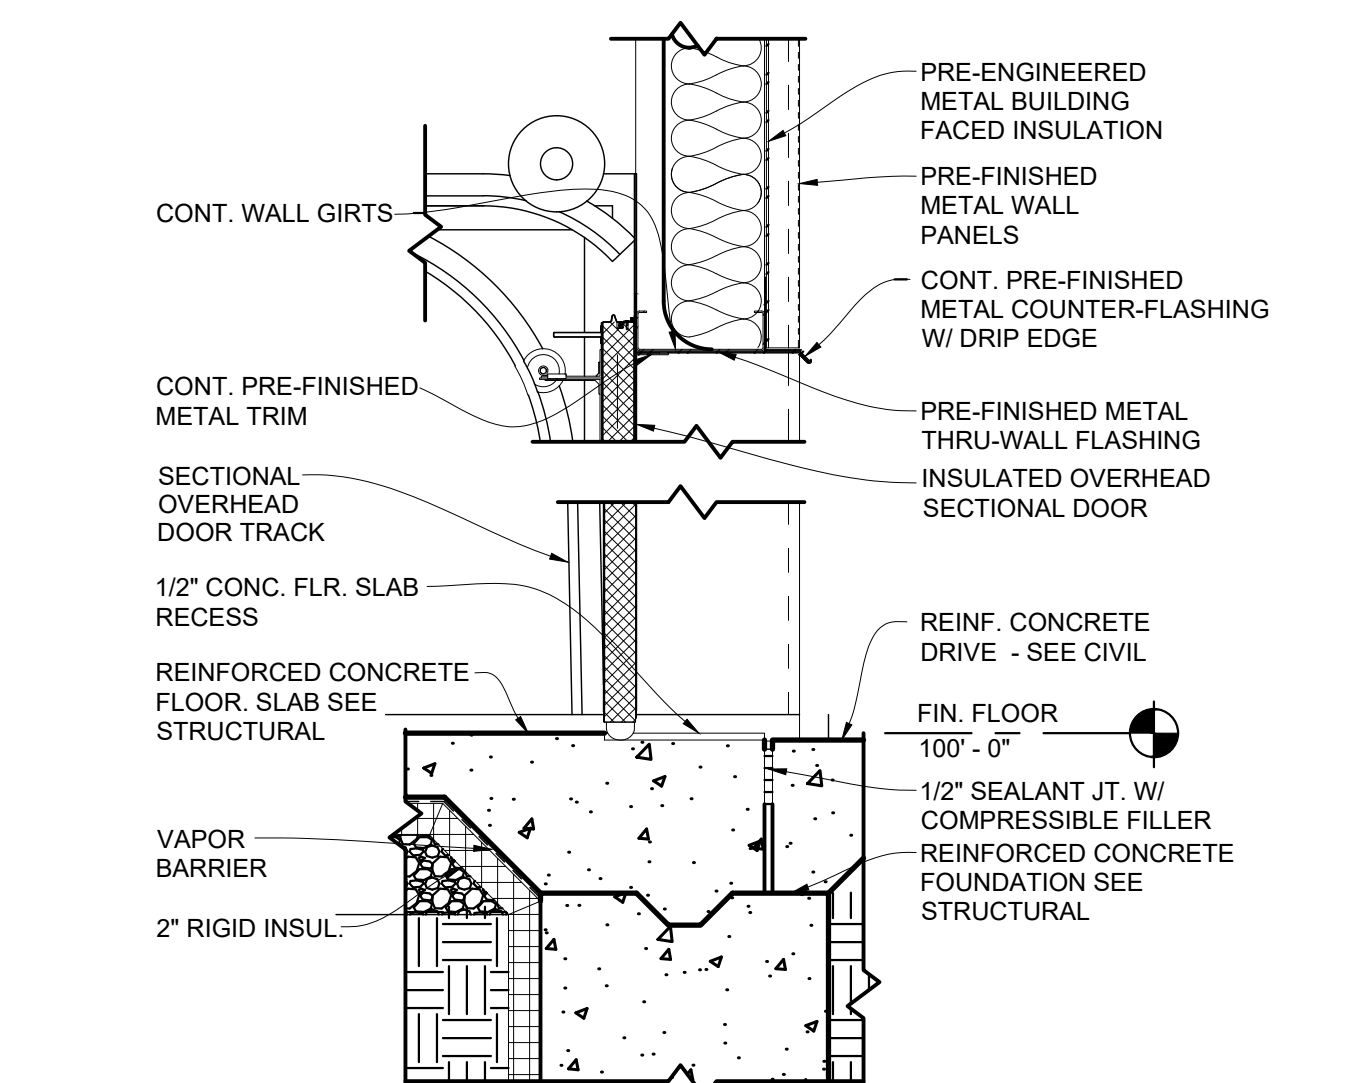 PRE-ENGINEERED
METAL BUILDING
FACED INSULATION
PRE-FINISHED
METAL WALL
PANELS
CONT. WALL GIRTS
CONT. PRE-FINISHED
METAL COUNTER-FLASHING
W/ DRIP EDGE
CONT. PRE-FINISHED
METAL TRIM
PRE-FINISHED METAL
THRU-WALL FLASHING
SECTIONAL
OVERHEAD
DOOR TRACK
INSULATED OVERHEAD
SECTIONAL DOOR
1/2" CONC. FLR. SLAB
RECESS
REINF. CONCRETE
DRIVE - SEE CIVIL
REINFORCED CONCRETE
FLOOR. SLAB SEE
STRUCTURAL
FIN. FLOOR
100' - 0"
1/2" SEALANT JT. W/
COMPRESSIBLE FILLER
VAPOR
BARRIER
REINFORCED CONCRETE
FOUNDATION SEE
STRUCTURAL
2" RIGID INSUL.